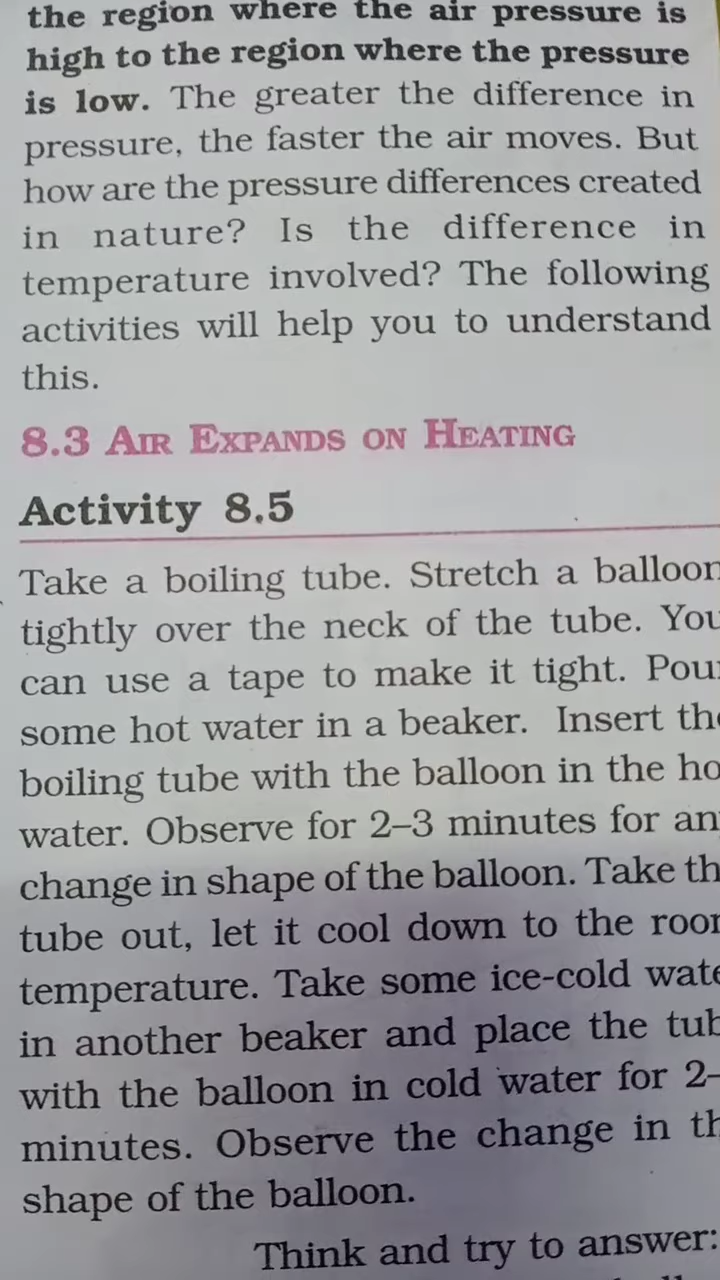 the region where the air pressure is
high to the region where the pressure
is low. The greater the difference in
pressure, the faster the air moves. But
how are the pressure differences created
in nature? Is the difference in
temperature involved? The following
activities will help you to understand
this.
8.3 AIR EXPANDS ON HEATING
Activity 8.5
Take a boiling tube. Stretch a balloon
tightly over the neck of the tube. You
can use a tape to make it tight. Pour
some hot water in a beaker. Insert the
boiling tube with the balloon in the ho
water. Observe for 2–3 minutes for an
change in shape of the balloon. Take th
tube out, let it cool down to the roo
temperature. Take some ice-cold wate
in another beaker and place the tub
with the balloon in cold water for 2–
minutes. Observe the change in th
shape of the balloon.
Think and try to answer: